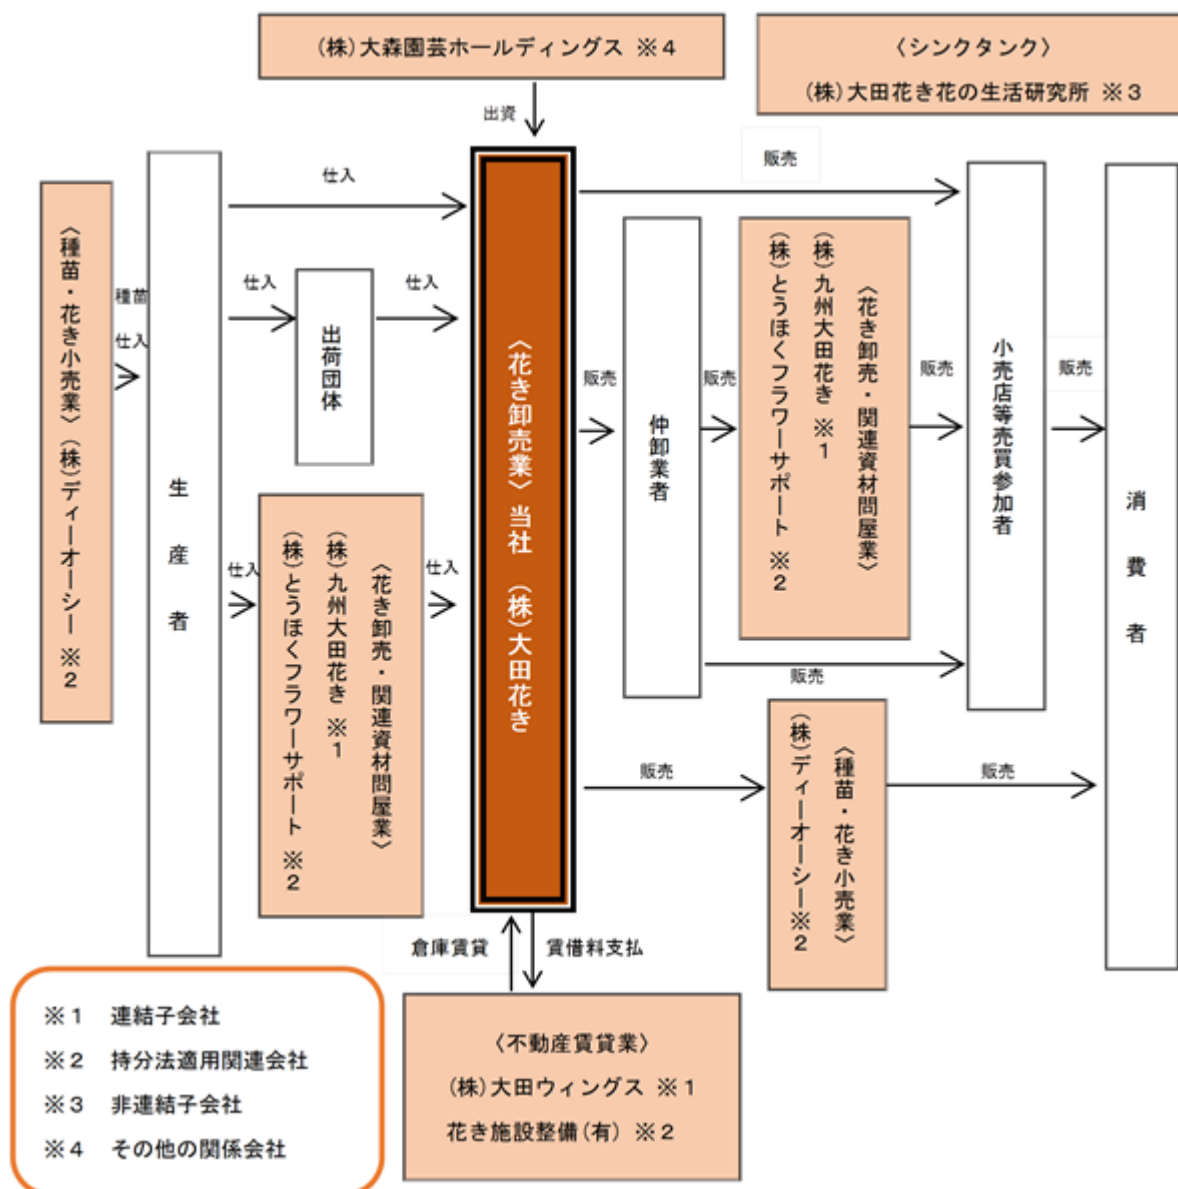 (株)大森園芸ホールディングス ※4
〈シンクタンク〉
(株)大田花き花の生活研究所 ※3
出資
〈種苗・花き小売業〉(株)ディーオーシー ※2
種苗
仕入
生産者
仕入
仕入
出荷団体
仕入
仕入
〈花き卸売・関連資材問屋業〉
(株)九州大田花き ※1
(株)とうほくフラワーサポート ※2
仕入
〈花き卸売業〉当社 (株)大田花き
販売
販売
仲卸業者
販売
〈花き卸売・関連資材問屋業〉
(株)九州大田花き ※1
(株)とうほくフラワーサポート ※2
販売
販売
小売店等売買参加者
販売
販売
〈種苗・花き小売業〉
(株)ディーオーシー※2
販売
消費者
倉庫賃貸
賃借料支払
〈不動産賃貸業〉
(株)大田ウィングス ※1
花き施設整備(有) ※2
※1 連結子会社
※2 持分法適用関連会社
※3 非連結子会社
※4 その他の関係会社